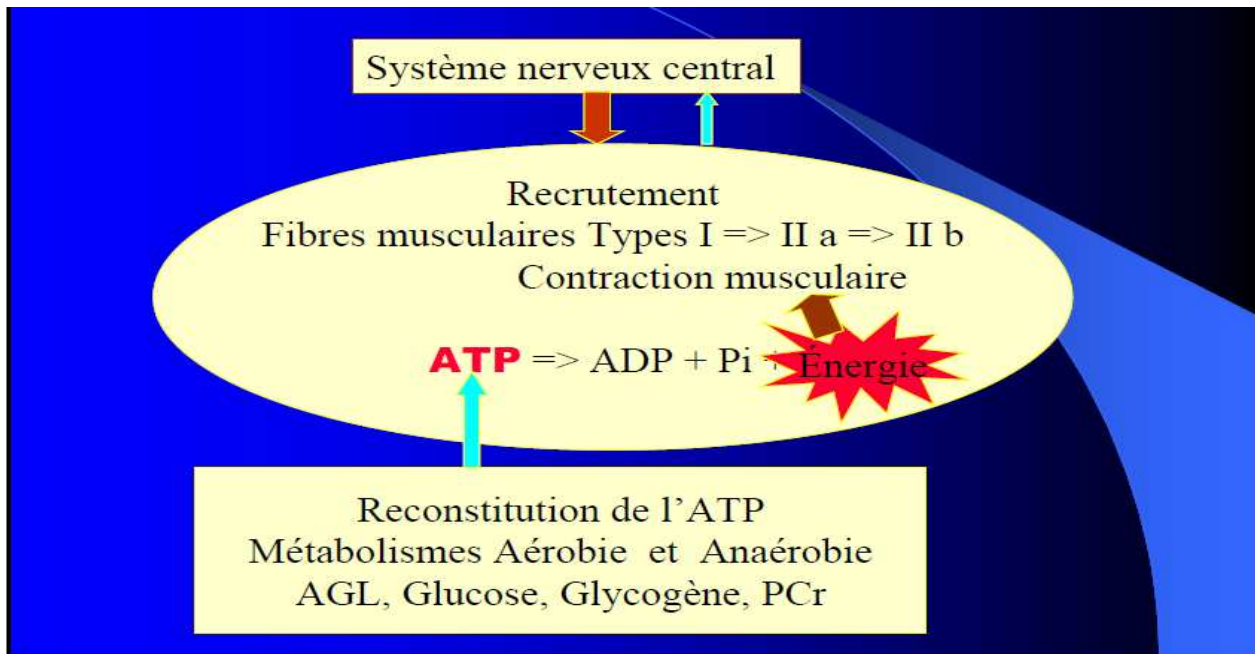 Système nerveux central
Recrutement
Fibres musculaires Types I => II a => II b
Contraction musculaire
ATP => ADP + Pi + Énergie
Reconstitution de l’ATP
Métabolismes Aérobie et Anaérobie
AGL, Glucose, Glycogène, PCr